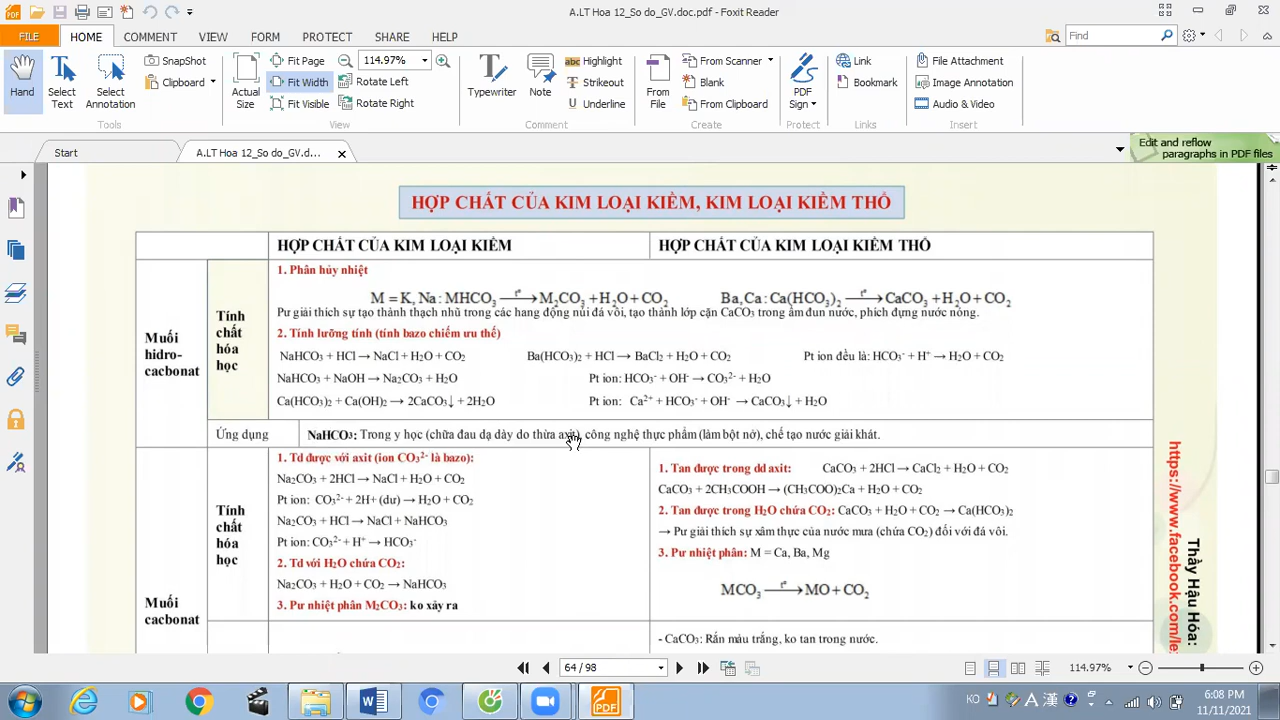 A.LT Hoa 12_So do_GV.doc.pdf - Foxit Reader
FILE HOME COMMENT VIEW FORM PROTECT SHARE HELP
Find
Hand
Select Text
Select Annotation
SnapShot
Clipboard
Tools
Actual Size
Fit Page
Fit Width
Fit Visible
114.97%
Rotate Left
Rotate Right
View
Typewriter
Note
Highlight
Strikeout
Underline
Comment
From File
From Scanner
Blank
From Clipboard
Create
PDF Sign
Protect
Link
Bookmark
Links
File Attachment
Image Annotation
Audio & Video
Insert
Start
A.LT Hoa 12_So do_GV.d...
Edit and reflow
paragraphs in PDF files
HỢP CHẤT CỦA KIM LOẠI KIỀM, KIM LOẠI KIỀM THỔ
HỢP CHẤT CỦA KIM LOẠI KIỀM
HỢP CHẤT CỦA KIM LOẠI KIỀM THỔ
Muối hidro-cacbonat
Tính chất hóa học
1. Phân hủy nhiệt
M = K, Na : MHCO₃ —t°→ M₂CO₃ + H₂O + CO₂
Ba, Ca : Ca(HCO₃)₂ —t°→ CaCO₃ + H₂O + CO₂
Pư giải thích sự tạo thành thạch nhũ trong các hang động núi đá vôi, tạo thành lớp cặn CaCO₃ trong ấm đun nước, phích đựng nước nóng.
2. Tính lưỡng tính (tính bazo chiếm ưu thế)
NaHCO₃ + HCl → NaCl + H₂O + CO₂
Ba(HCO₃)₂ + HCl → BaCl₂ + H₂O + CO₂
Pt ion đều là: HCO₃⁻ + H⁺ → H₂O + CO₂
NaHCO₃ + NaOH → Na₂CO₃ + H₂O
Pt ion: HCO₃⁻ + OH⁻ → CO₃²⁻ + H₂O
Ca(HCO₃)₂ + Ca(OH)₂ → 2CaCO₃↓ + 2H₂O
Pt ion: Ca²⁺ + HCO₃⁻ + OH⁻ → CaCO₃↓ + H₂O
Ứng dụng
NaHCO₃: Trong y học (chữa đau dạ dày do thừa axit), công nghệ thực phẩm (làm bột nở), chế tạo nước giải khát.
Muối cacbonat
Tính chất hóa học
1. Td được với axit (ion CO₃²⁻ là bazo):
Na₂CO₃ + 2HCl → NaCl + H₂O + CO₂
Pt ion: CO₃²⁻ + 2H+ (dư) → H₂O + CO₂
Na₂CO₃ + HCl → NaCl + NaHCO₃
Pt ion: CO₃²⁻ + H⁺ → HCO₃⁻
2. Td với H₂O chứa CO₂:
Na₂CO₃ + H₂O + CO₂ → NaHCO₃
3. Pư nhiệt phân M₂CO₃: ko xảy ra
1. Tan được trong dd axit: CaCO₃ + 2HCl → CaCl₂ + H₂O + CO₂
CaCO₃ + 2CH₃COOH → (CH₃COO)₂Ca + H₂O + CO₂
2. Tan được trong H₂O chứa CO₂: CaCO₃ + H₂O + CO₂ → Ca(HCO₃)₂
→ Pư giải thích sự xâm thực của nước mưa (chứa CO₂) đối với đá vôi.
3. Pư nhiệt phân: M = Ca, Ba, Mg
MCO₃ —t°→ MO + CO₂
- CaCO₃: Rắn màu trắng, ko tan trong nước.
Thầy Hậu Hóa:
https://www.facebook.com/le
64 / 98
114.97%
KO
A 漢
6:08 PM
11/11/2021